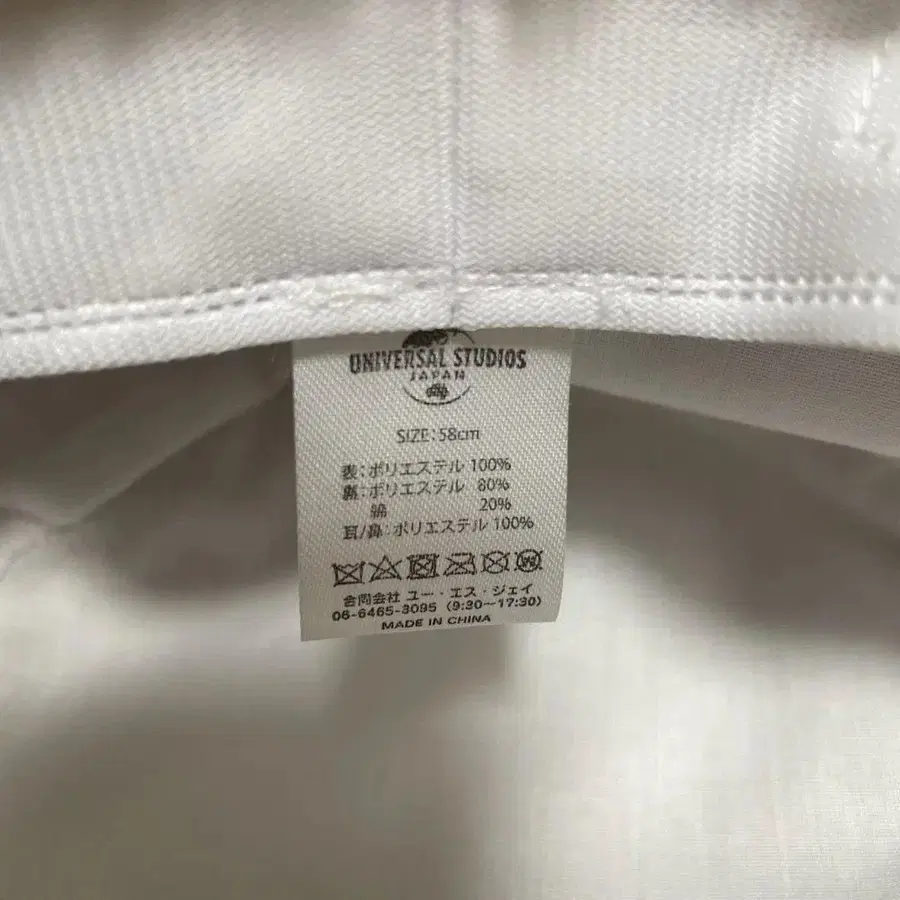 UNIVERSAL STUDIOS
JAPAN
SIZE:58cm
表:ポリエステル 100%
裏:ポリエステル 80%
綿 20%
耳/鼻:ポリエステル 100%
合同会社 ユー・エス・ジェイ
06-6465-3095 (9:30~17:30)
MADE IN CHINA